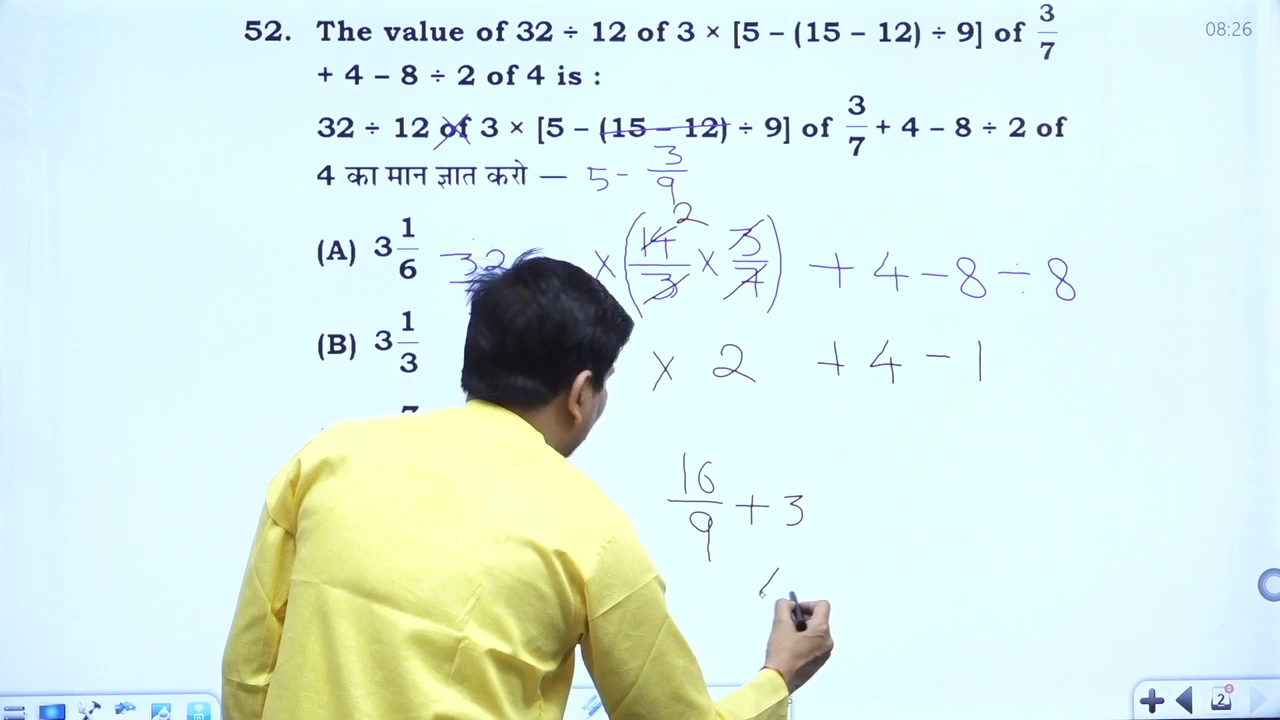 08:26
52. The value of 32 ÷ 12 of 3 × [5 – (15 – 12) ÷ 9] of 3/7
+ 4 – 8 ÷ 2 of 4 is :
32 ÷ 12 of 3 × [5 – (15 – 12) ÷ 9] of 3/7 + 4 – 8 ÷ 2 of
4 का मान ज्ञात करो — 5 - 3/9
(A) 3 1/6
32 × (14/3 × 3/7) + 4 - 8 ÷ 8
2
(B) 3 1/3
× 2 + 4 - 1
16/9 + 3
2